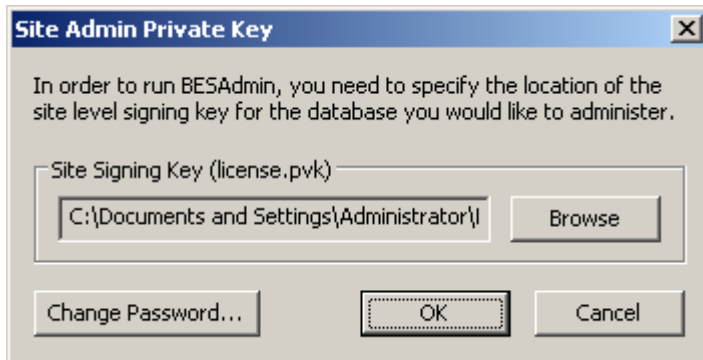 Site Admin Private Key
In order to run BESAdmin, you need to specify the location of the
site level signing key for the database you would like to administer.
Site Signing Key (license.pvk)
C:\Documents and Settings\Administrator\
Browse
Change Password...
OK
Cancel